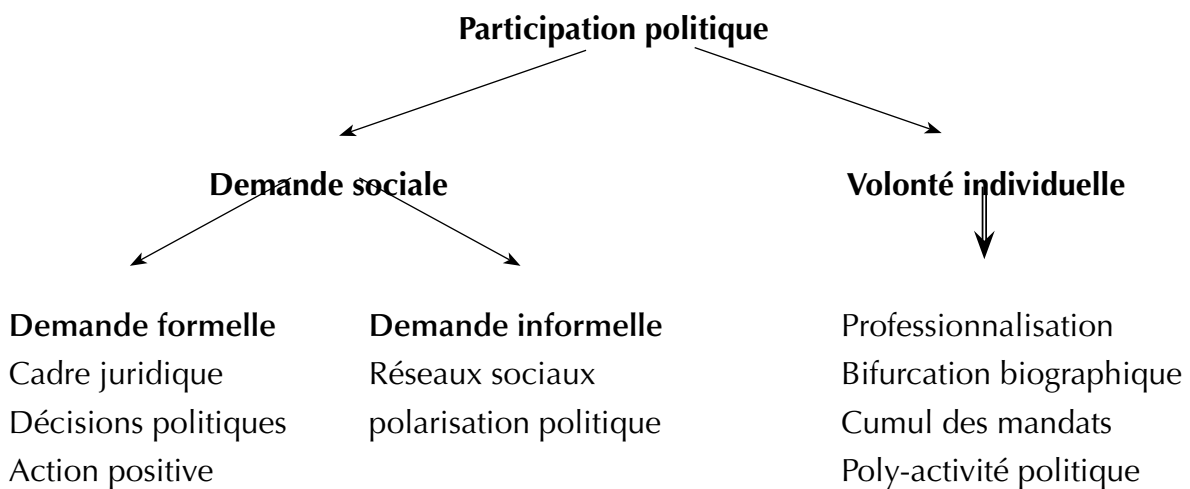 Participation politique
Demande sociale
Volonté individuelle
Demande formelle
Cadre juridique
Décisions politiques
Action positive
Demande informelle
Réseaux sociaux
polarisation politique
Professionnalisation
Bifurcation biographique
Cumul des mandats
Poly-activité politique